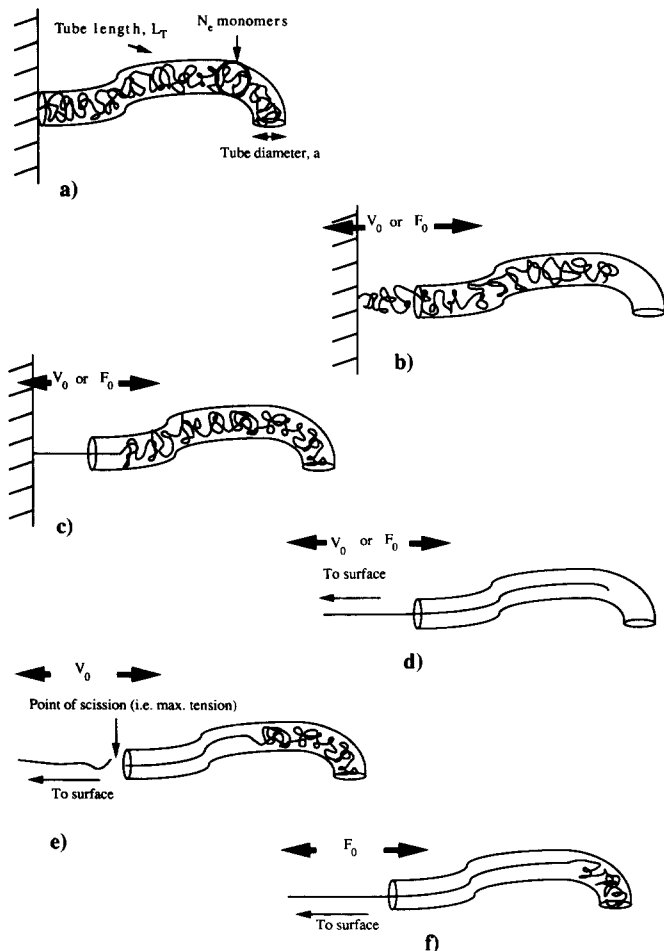 Tube length, L_T
N_e monomers
Tube diameter, a
a)
V_0 or F_0
b)
V_0 or F_0
c)
V_0 or F_0
To surface
d)
V_0
Point of scission (i.e. max. tension)
To surface
e)
F_0
To surface
f)